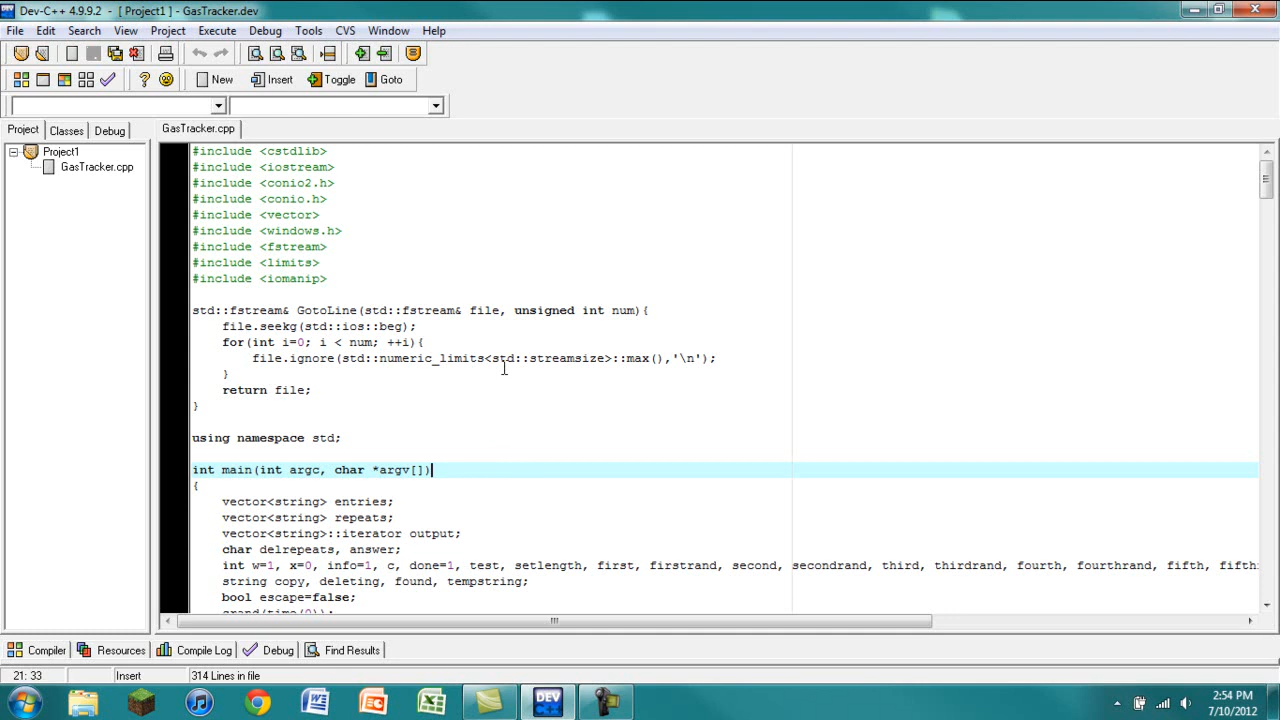 Dev-C++ 4.9.9.2 - [ Project1 ] - GasTracker.dev
File Edit Search View Project Execute Debug Tools CVS Window Help
New Insert Toggle Goto
Project Classes Debug
GasTracker.cpp
Project1
GasTracker.cpp
#include <cstdlib>
#include <iostream>
#include <conio2.h>
#include <conio.h>
#include <vector>
#include <windows.h>
#include <fstream>
#include <limits>
#include <iomanip>
std::fstream& GotoLine(std::fstream& file, unsigned int num){
file.seekg(std::ios::beg);
for(int i=0; i < num; ++i){
file.ignore(std::numeric_limits<std::streamsize>::max(),'\n');
}
return file;
}
using namespace std;
int main(int argc, char *argv[])
{
vector<string> entries;
vector<string> repeats;
vector<string>::iterator output;
char delrepeats, answer;
int w=1, x=0, info=1, c, done=1, test, setlength, first, firstrand, second, secondrand, third, thirdrand, fourth, fourthrand, fifth, fifth
string copy, deleting, found, tempstring;
bool escape=false;
srand(time(0));
Compiler Resources Compile Log Debug Find Results
21: 33 Insert 314 Lines in file
DEV
C++
2:54 PM
7/10/2012